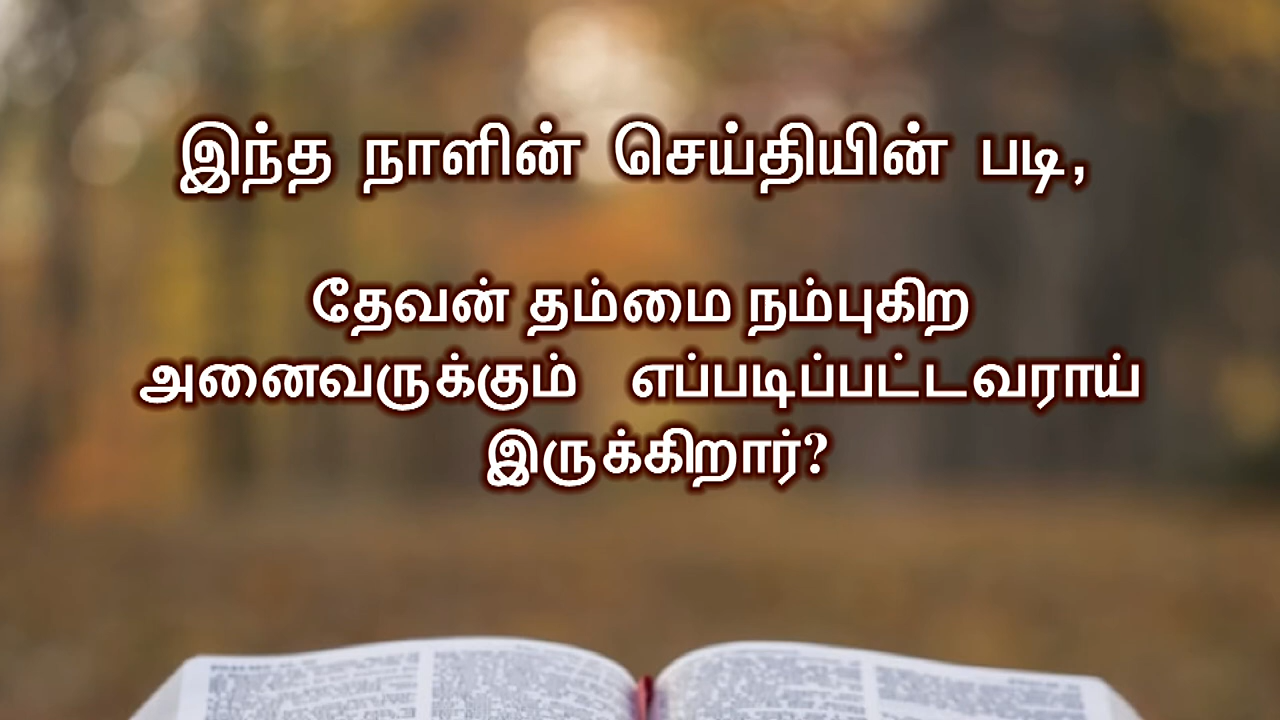 இந்த நாளின் செய்தியின் படி,
தேவன் தம்மை நம்புகிற
அனைவருக்கும் எப்படிப்பட்டவராய்
இருக்கிறார்?